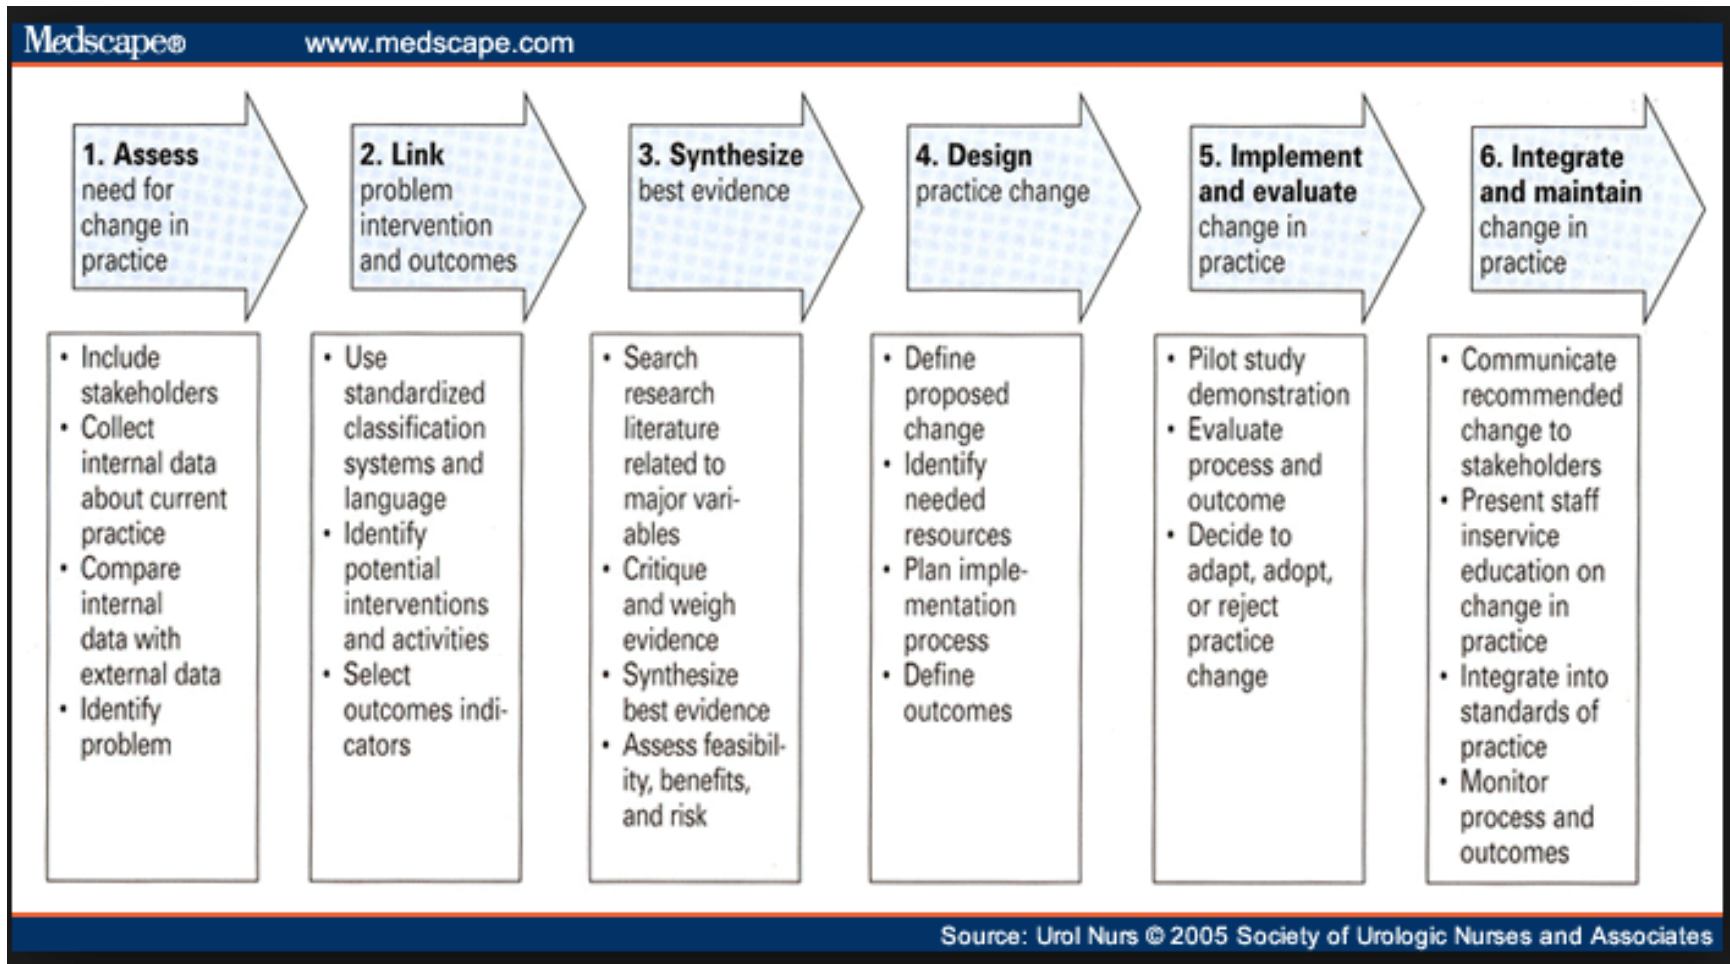 Medscape® www.medscape.com
1. Assess
need for
change in
practice
2. Link
problem
intervention
and outcomes
3. Synthesize
best evidence
4. Design
practice change
5. Implement
and evaluate
change in
practice
6. Integrate
and maintain
change in
practice
• Include
stakeholders
• Collect
internal data
about current
practice
• Compare
internal
data with
external data
• Identify
problem
• Use
standardized
classification
systems and
language
• Identify
potential
interventions
and activities
• Select
outcomes indi-
cators
• Search
research
literature
related to
major vari-
ables
• Critique
and weigh
evidence
• Synthesize
best evidence
• Assess feasibil-
ity, benefits,
and risk
• Define
proposed
change
• Identify
needed
resources
• Plan imple-
mentation
process
• Define
outcomes
• Pilot study
demonstration
• Evaluate
process and
outcome
• Decide to
adapt, adopt,
or reject
practice
change
• Communicate
recommended
change to
stakeholders
• Present staff
inservice
education on
change in
practice
• Integrate into
standards of
practice
• Monitor
process and
outcomes
Source: Urol Nurs © 2005 Society of Urologic Nurses and Associates